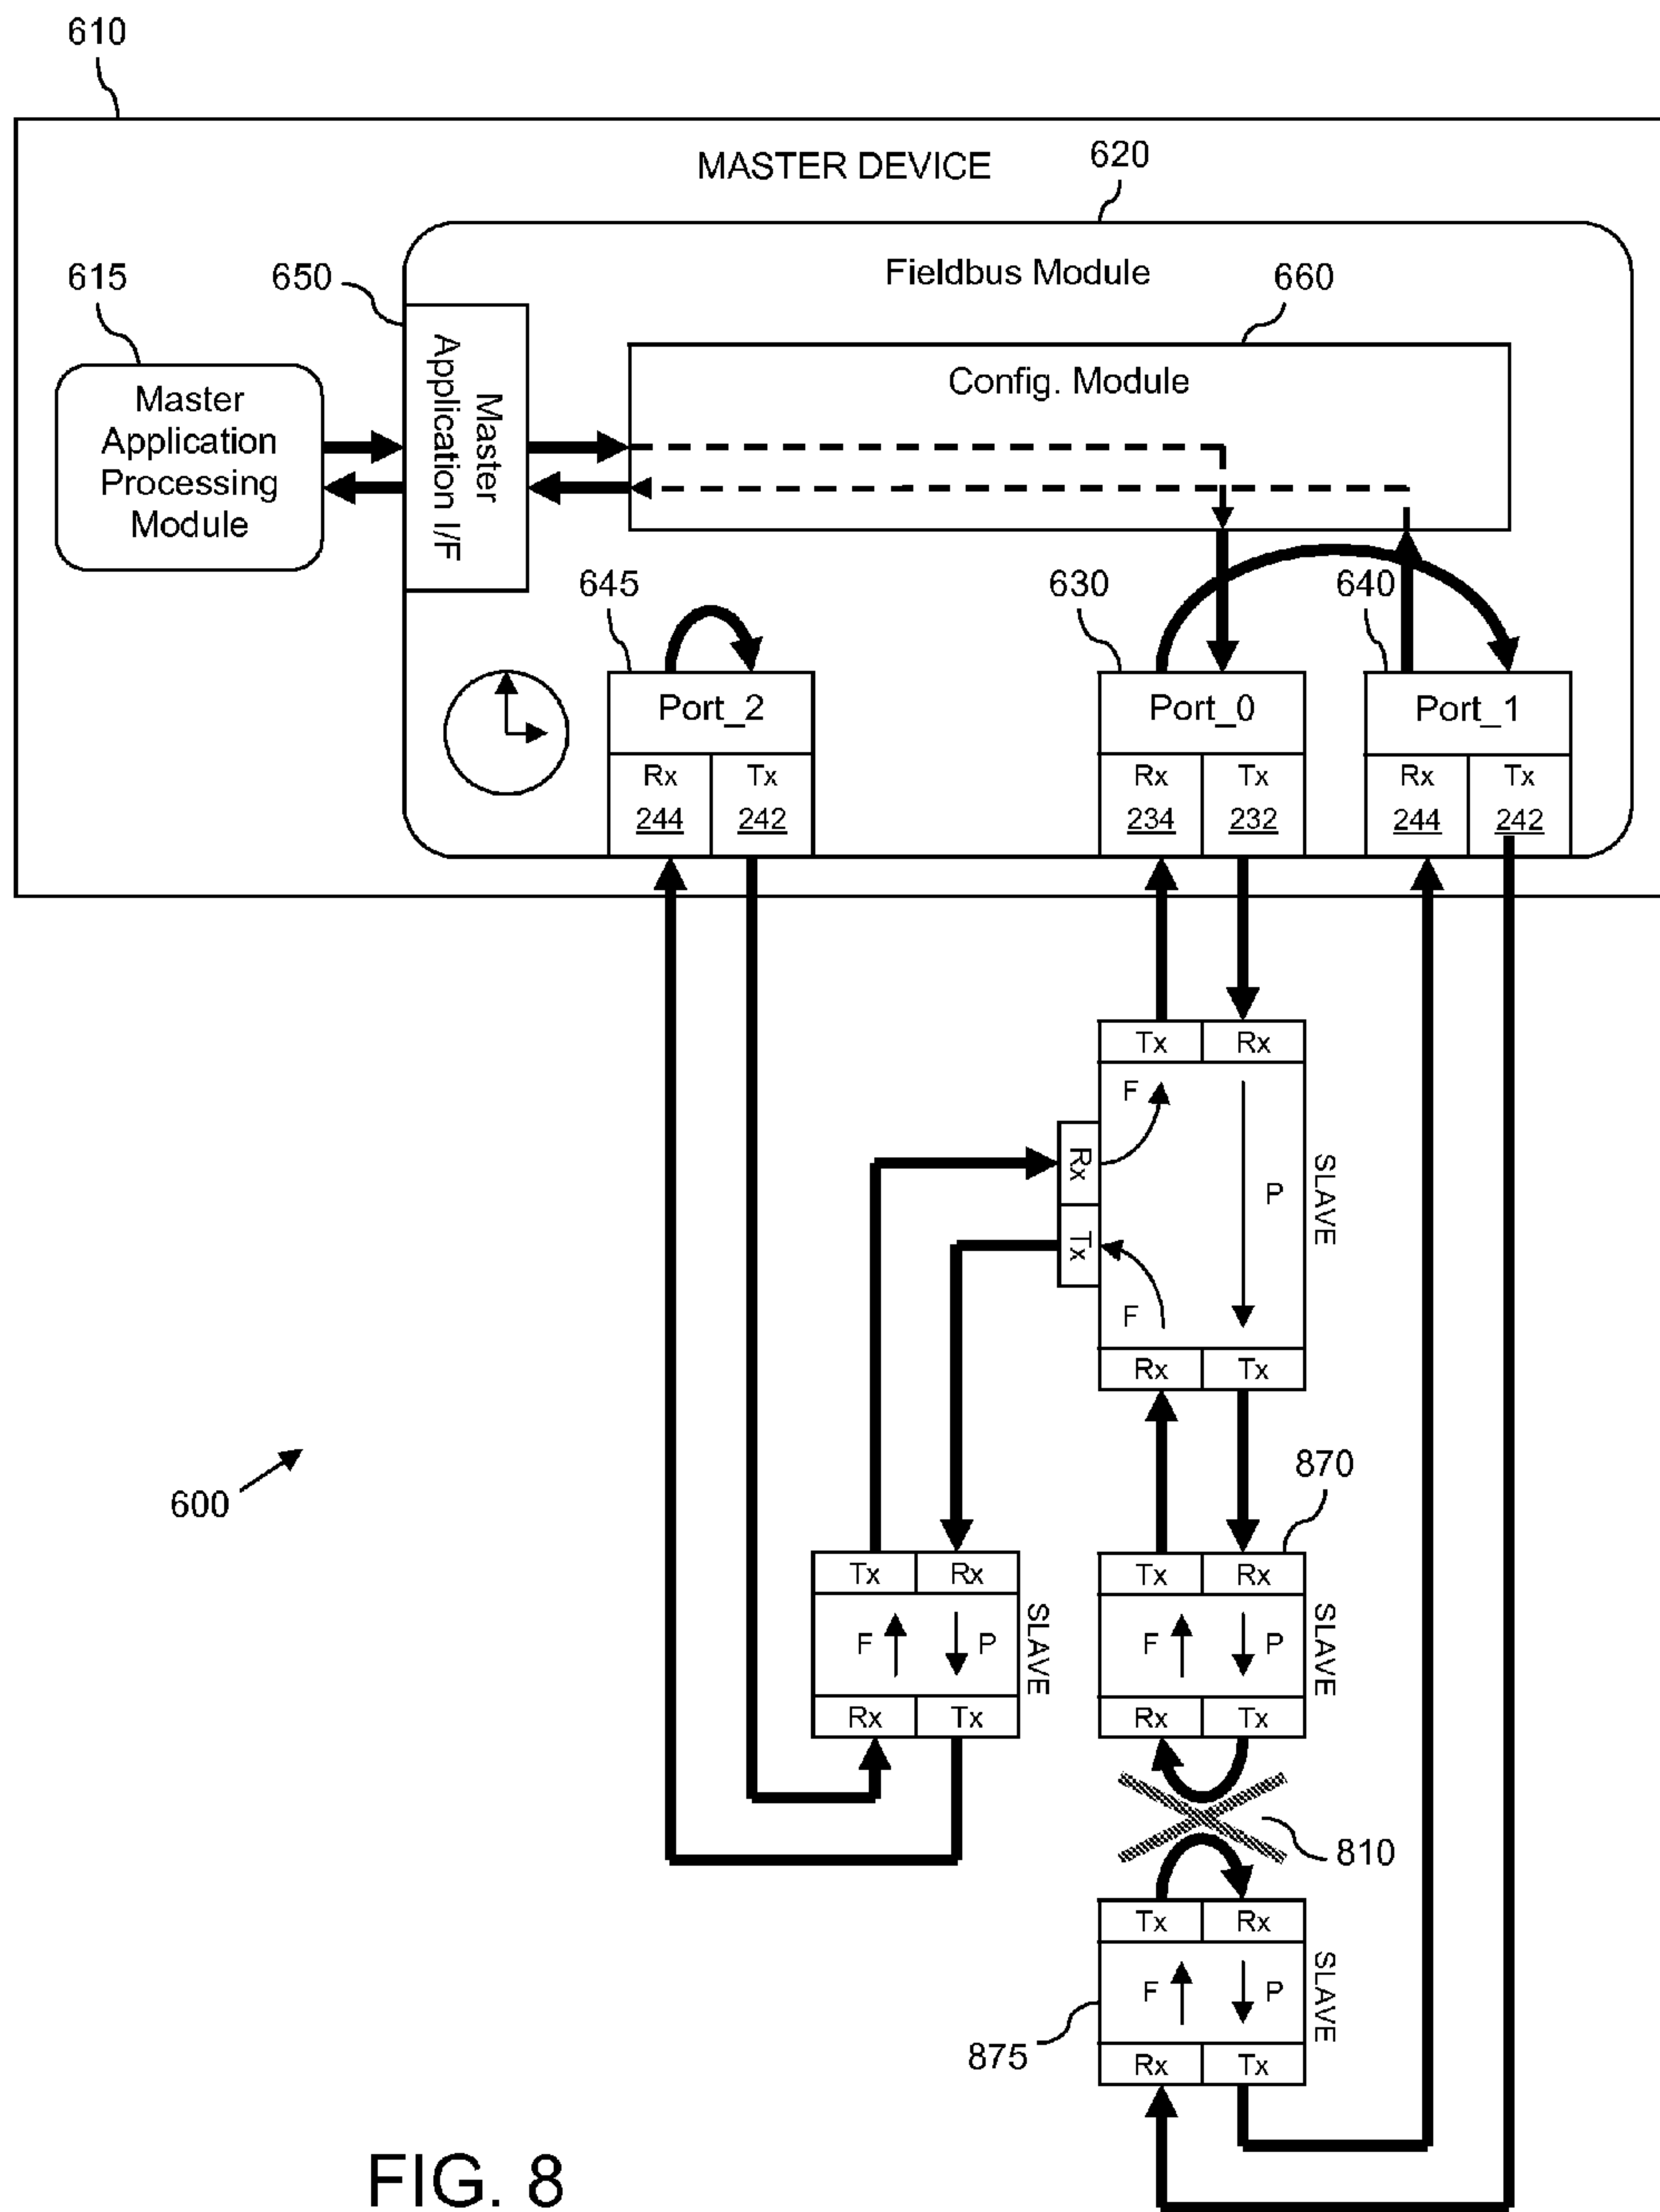 610
MASTER DEVICE
620
615
650
Fieldbus Module
660
Master
Application
Processing
Module
Master
Application I/F
Config. Module
645
630
640
Port_2
Port_0
Port_1
Rx
Tx
Rx
Tx
Rx
Tx
244
242
234
232
244
242
Tx
Rx
F
Rx
P
SLAVE
Tx
F
Rx
Tx
870
600
Tx
Rx
Tx
Rx
F
P
SLAVE
F
P
SLAVE
Rx
Tx
Rx
Tx
810
Tx
Rx
F
P
SLAVE
875
Rx
Tx
FIG. 8